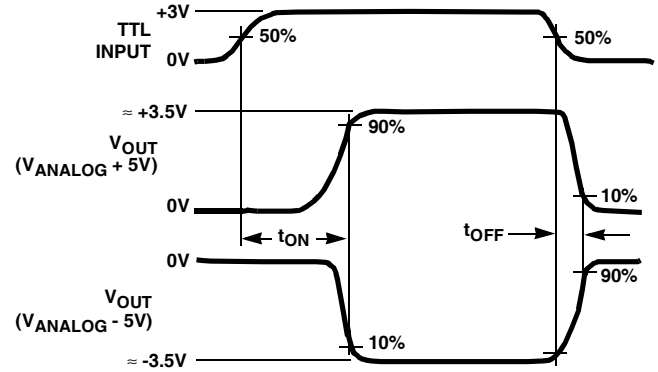 +3V
TTL
INPUT
50%
50%
0V
≈ +3.5V
VOUT
(VANALOG + 5V)
90%
10%
0V
tON
tOFF
0V
VOUT
(VANALOG - 5V)
90%
10%
≈ -3.5V